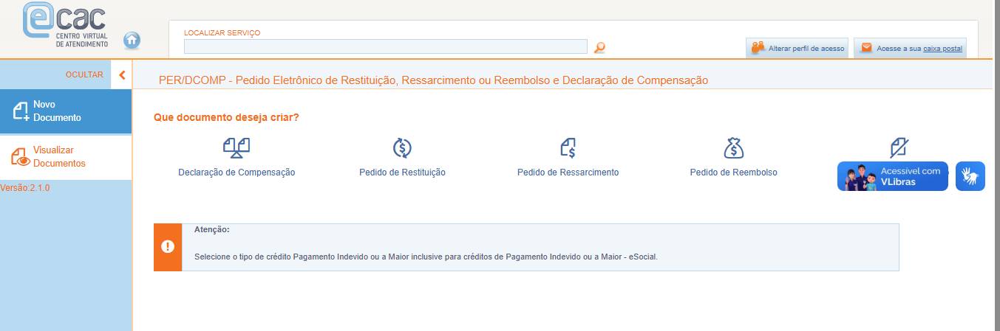 ecac
CENTRO VIRTUAL
DE ATENDIMENTO
LOCALIZAR SERVIÇO
Alterar perfil de acesso
Acesse a sua caixa postal
OCULTAR
PER/DCOMP - Pedido Eletrônico de Restituição, Ressarcimento ou Reembolso e Declaração de Compensação
Novo
Documento
Visualizar
Documentos
Versão:2.1.0
Que documento deseja criar?
Declaração de Compensação
Pedido de Restituição
Pedido de Ressarcimento
Pedido de Reembolso
Acessível com
VLibras
Atenção:
Selecione o tipo de crédito Pagamento Indevido ou a Maior inclusive para créditos de Pagamento Indevido ou a Maior - eSocial.